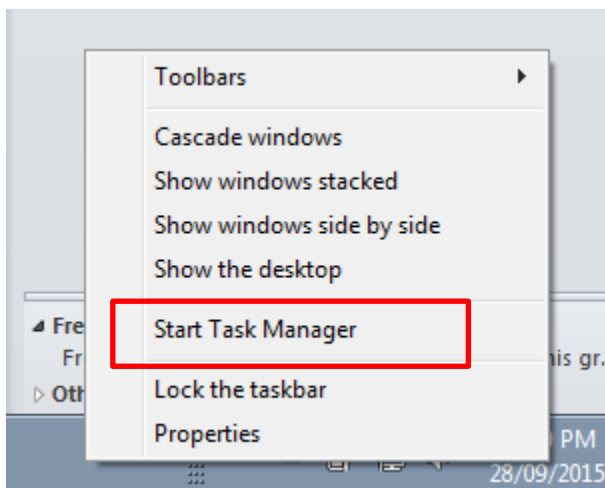 Toolbars
Cascade windows
Show windows stacked
Show windows side by side
Show the desktop
Start Task Manager
Lock the taskbar
Properties
PM
28/09/2015